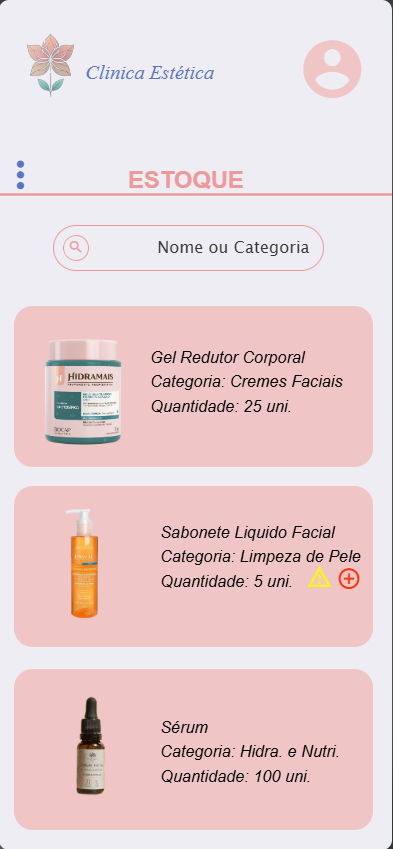 Clinica Estética
ESTOQUE
Nome ou Categoria
HIDRAMAIS
Gel Redutor Corporal
Categoria: Cremes Faciais
Quantidade: 25 uni.
Sabonete Liquido Facial
Categoria: Limpeza de Pele
Quantidade: 5 uni.
Sérum
Categoria: Hidra. e Nutri.
Quantidade: 100 uni.